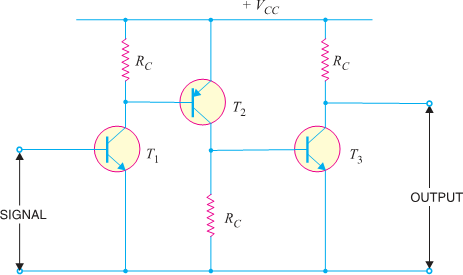 + V_CC
R_C
R_C
T_2
T_1
T_3
SIGNAL
R_C
OUTPUT